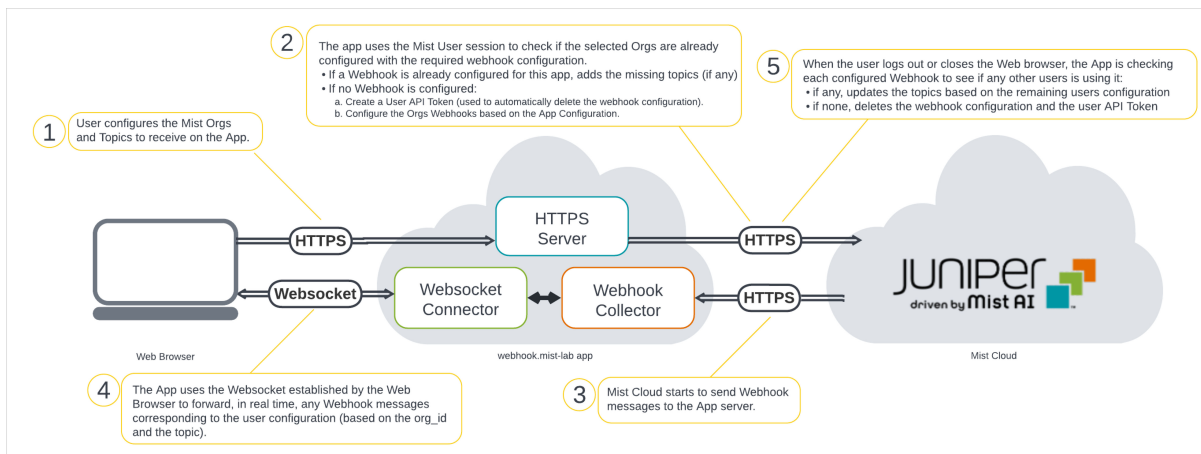 1
User configures the Mist Orgs
and Topics to receive on the App.
2
The app uses the Mist User session to check if the selected Orgs are already
configured with the required webhook configuration.
• If a Webhook is already configured for this app, adds the missing topics (if any)
• If no Webhook is configured:
a. Create a User API Token (used to automatically delete the webhook configuration).
b. Configure the Orgs Webhooks based on the App Configuration.
5
When the user logs out or closes the Web browser, the App is checking
each configured Webhook to see if any other users is using it:
• if any, updates the topics based on the remaining users configuration
• if none, deletes the webhook configuration and the user API Token
HTTPS
HTTPS
Server
HTTPS
Websocket
Websocket
Connector
Webhook
Collector
HTTPS
JUNIPER
driven by Mist AI
Web Browser
webhook.mist-lab app
Mist Cloud
4
The App uses the Websocket established by the Web
Browser to forward, in real time, any Webhook messages
corresponding to the user configuration (based on the org_id
and the topic).
3
Mist Cloud starts to send Webhook
messages to the App server.